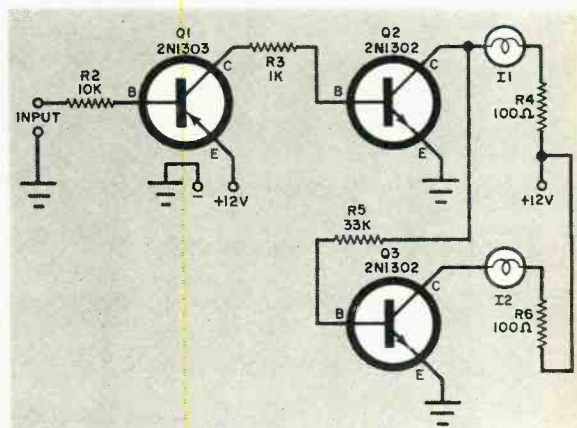 Q1
2N1303
Q2
2N1302
R2
10K
B
C
R3
1K
B
C
I1
R4
100Ω
INPUT
E
E
–
+12V
+12V
R5
33K
Q3
2N1302
B
C
I2
R6
100Ω
E